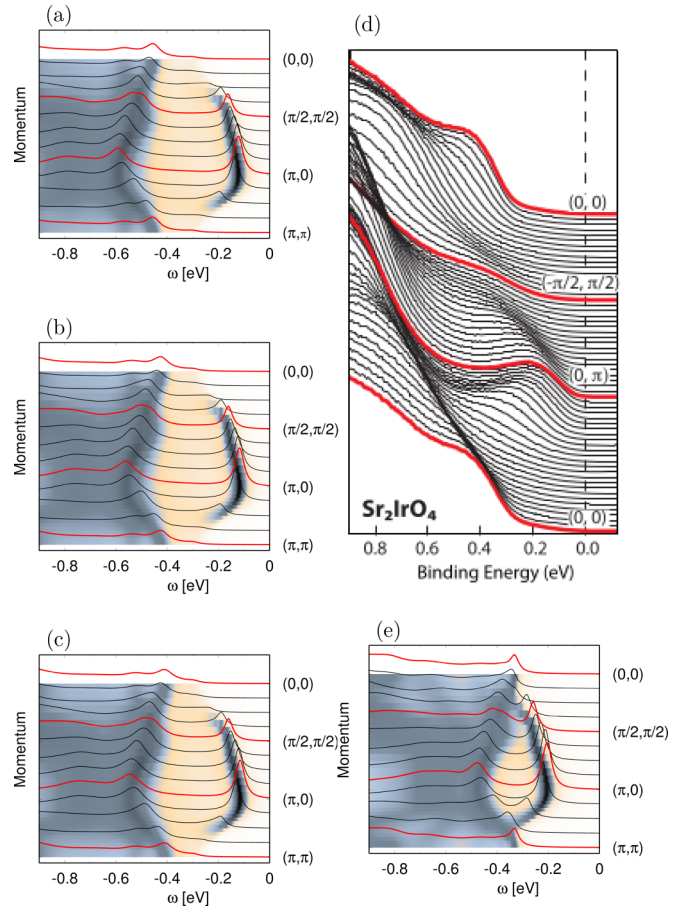 (a)
Momentum
(0,0)
(π/2,π/2)
(π,0)
(π,π)
-0.8 -0.6 -0.4 -0.2 0
ω [eV]
(b)
Momentum
(0,0)
(π/2,π/2)
(π,0)
(π,π)
-0.8 -0.6 -0.4 -0.2 0
ω [eV]
(c)
Momentum
(0,0)
(π/2,π/2)
(π,0)
(π,π)
-0.8 -0.6 -0.4 -0.2 0
ω [eV]
(d)
(0, 0)
(-π/2, π/2)
(0, π)
(0, 0)
Sr₂IrO₄
0.8 0.6 0.4 0.2 0.0
Binding Energy (eV)
(e)
Momentum
(0,0)
(π/2,π/2)
(π,0)
(π,π)
-0.8 -0.6 -0.4 -0.2 0
ω [eV]